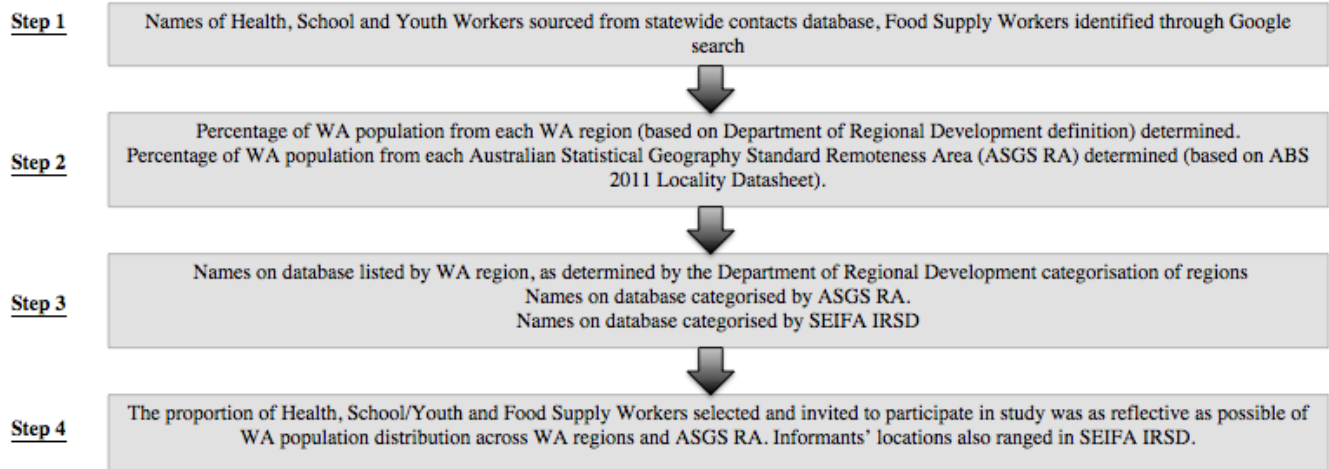 Step 1
Names of Health, School and Youth Workers sourced from statewide contacts database, Food Supply Workers identified through Google
search
Step 2
Percentage of WA population from each WA region (based on Department of Regional Development definition) determined.
Percentage of WA population from each Australian Statistical Geography Standard Remoteness Area (ASGS RA) determined (based on ABS
2011 Locality Datasheet).
Step 3
Names on database listed by WA region, as determined by the Department of Regional Development categorisation of regions
Names on database categorised by ASGS RA.
Names on database categorised by SEIFA IRSD
Step 4
The proportion of Health, School/Youth and Food Supply Workers selected and invited to participate in study was as reflective as possible of
WA population distribution across WA regions and ASGS RA. Informants' locations also ranged in SEIFA IRSD.